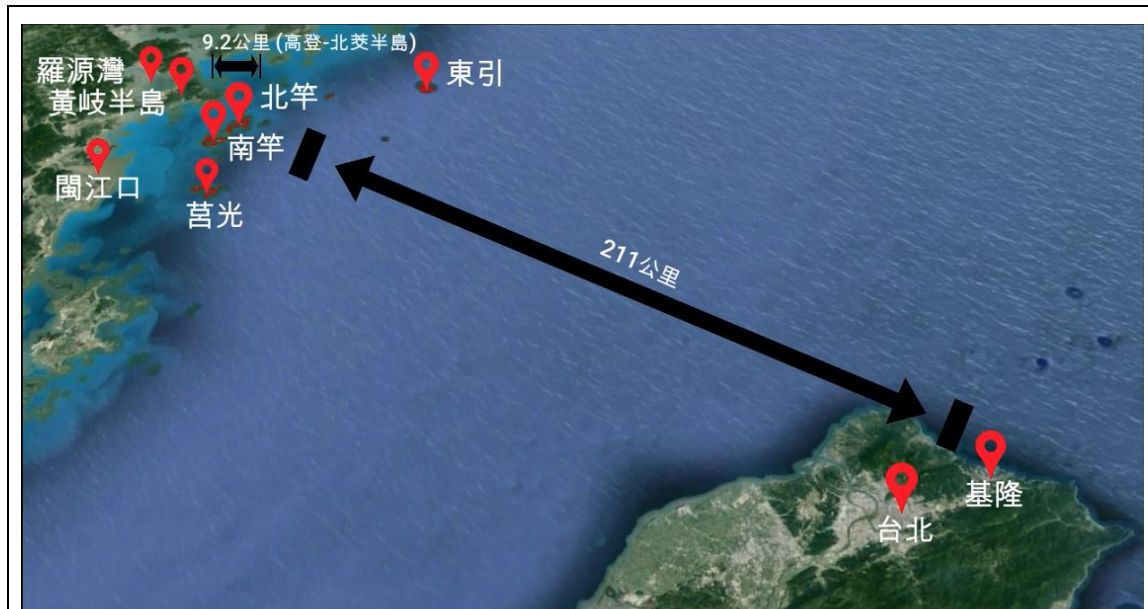 9.2公里 (高登-北茭半島)
羅源灣
東引
黃岐半島
北竿
南竿
閩江口
莒光
211公里
基隆
台北